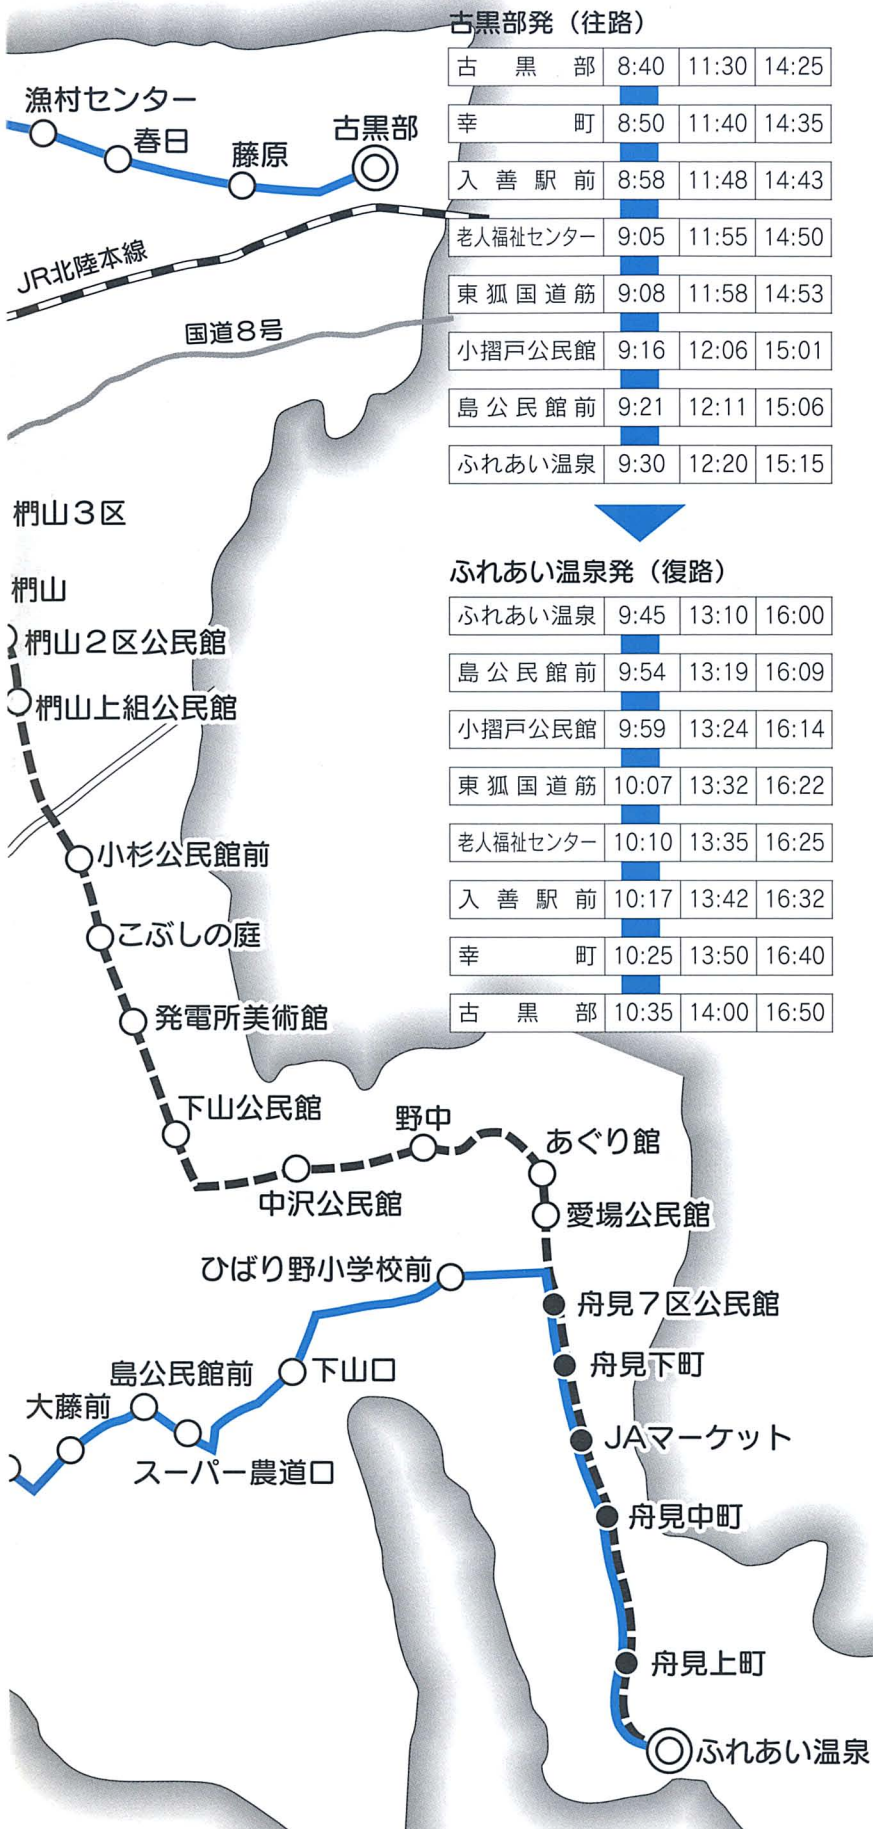 古黒部発（往路）
古黒部 8:40 11:30 14:25
幸町 8:50 11:40 14:35
入善駅前 8:58 11:48 14:43
老人福祉センター 9:05 11:55 14:50
東狐国道筋 9:08 11:58 14:53
小摺戸公民館 9:16 12:06 15:01
島公民館前 9:21 12:11 15:06
ふれあい温泉 9:30 12:20 15:15
ふれあい温泉発（復路）
ふれあい温泉 9:45 13:10 16:00
島公民館前 9:54 13:19 16:09
小摺戸公民館 9:59 13:24 16:14
東狐国道筋 10:07 13:32 16:22
老人福祉センター 10:10 13:35 16:25
入善駅前 10:17 13:42 16:32
幸町 10:25 13:50 16:40
古黒部 10:35 14:00 16:50
漁村センター
春日
藤原
古黒部
JR北陸本線
国道8号
椚山3区
椚山
椚山2区公民館
椚山上組公民館
小杉公民館前
こぶしの庭
発電所美術館
下山公民館
中沢公民館
野中
あぐり館
愛場公民館
ひばり野小学校前
舟見7区公民館
下山口
島公民館前
大藤前
スーパー農道口
舟見下町
JAマーケット
舟見中町
舟見上町
ふれあい温泉